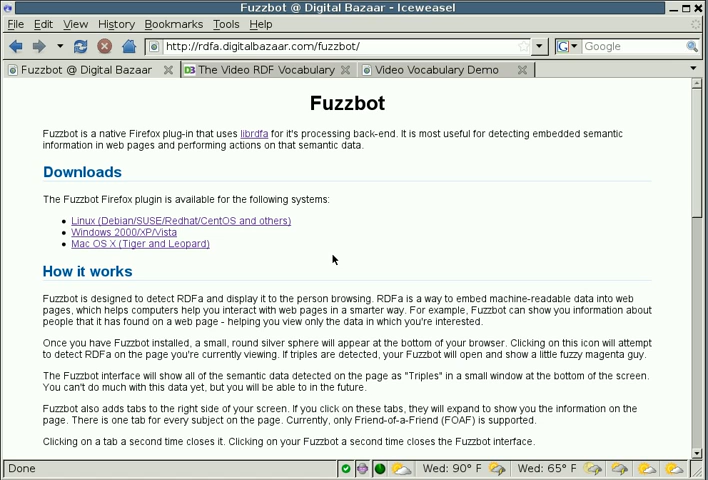 Fuzzbot @ Digital Bazaar - Iceweasel
File Edit View History Bookmarks Tools Help
http://rdfa.digitalbazaar.com/fuzzbot/ G Google
Fuzzbot @ Digital Bazaar D3 The Video RDF Vocabulary Video Vocabulary Demo
Fuzzbot
Fuzzbot is a native Firefox plug-in that uses librdfa for it's processing back-end. It is most useful for detecting embedded semantic
information in web pages and performing actions on that semantic data.
Downloads
The Fuzzbot Firefox plugin is available for the following systems:
Linux (Debian/SUSE/Redhat/CentOS and others)
Windows 2000/XP/Vista
Mac OS X (Tiger and Leopard)
How it works
Fuzzbot is designed to detect RDFa and display it to the person browsing. RDFa is a way to embed machine-readable data into web
pages, which helps computers help you interact with web pages in a smarter way. For example, Fuzzbot can show you information about
people that it has found on a web page - helping you view only the data in which you're interested.
Once you have Fuzzbot installed, a small, round silver sphere will appear at the bottom of your browser. Clicking on this icon will attempt
to detect RDFa on the page you're currently viewing. If triples are detected, your Fuzzbot will open and show a little fuzzy magenta guy.
The Fuzzbot interface will show all of the semantic data detected on the page as "Triples" in a small window at the bottom of the screen.
You can't do much with this data yet, but you will be able to in the future.
Fuzzbot also adds tabs to the right side of your screen. If you click on these tabs, they will expand to show you the information on the
page. There is one tab for every subject on the page. Currently, only Friend-of-a-Friend (FOAF) is supported.
Clicking on a tab a second time closes it. Clicking on your Fuzzbot a second time closes the Fuzzbot interface.
Done Wed: 90° F Wed: 65° F